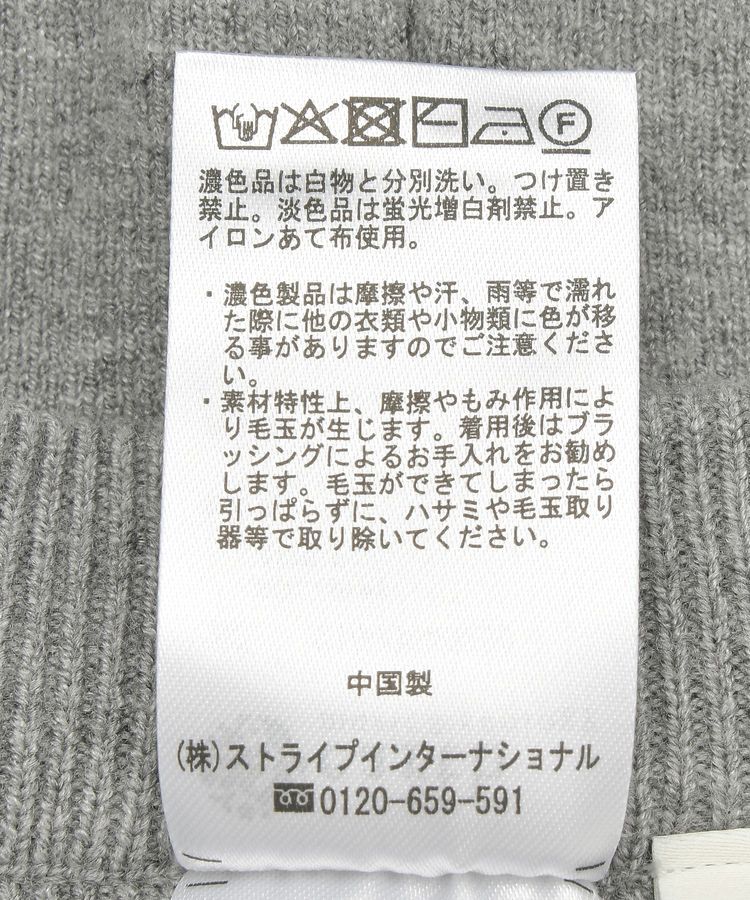 F
濃色品は白物と分別洗い。つけ置き
禁止。淡色品は蛍光増白剤禁止。ア
イロンあて布使用。
・濃色製品は摩擦や汗、雨等で濡れ
た際に他の衣類や小物類に色が移
る事がありますのでご注意くださ
い。
・素材特性上、摩擦やもみ作用によ
り毛玉が生じます。着用後はブラ
ッシングによるお手入れをお勧め
します。毛玉ができてしまったら
引っぱらずに、ハサミや毛玉取り
器等で取り除いてください。
中国製
(株)ストライプインターナショナル
0120-659-591